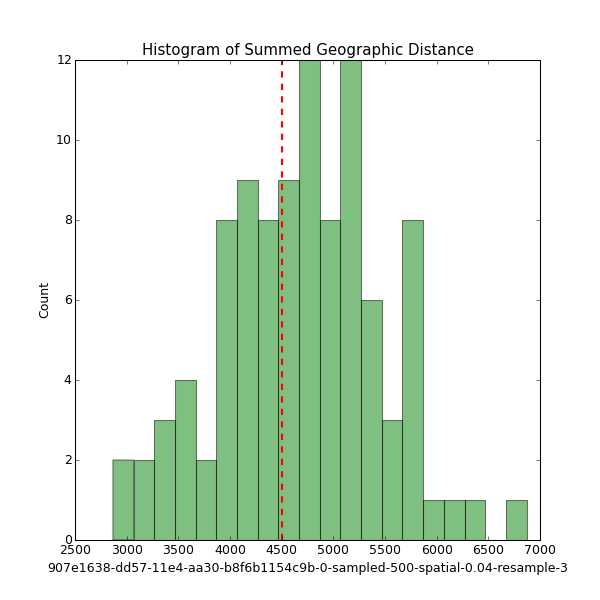 Histogram of Summed Geographic Distance
12
10
8
6
4
2
0
Count
2500 3000 3500 4000 4500 5000 5500 6000 6500 7000
907e1638-dd57-11e4-aa30-b8f6b1154c9b-0-sampled-500-spatial-0.04-resample-3